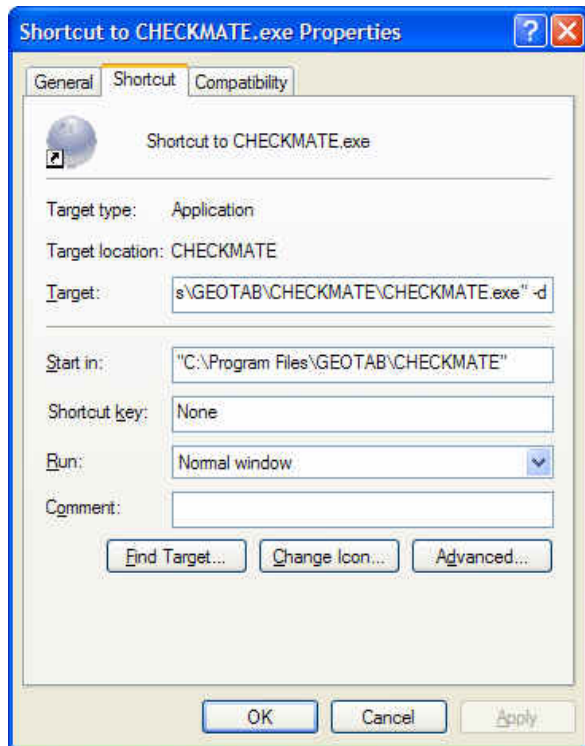 Shortcut to CHECKMATE.exe Properties
General Shortcut Compatibility
Shortcut to CHECKMATE.exe
Target type: Application
Target location: CHECKMATE
Target: s\GEOTAB\CHECKMATE\CHECKMATE.exe" -d
Start in: "C:\Program Files\GEOTAB\CHECKMATE"
Shortcut key: None
Run: Normal window
Comment:
Find Target... Change Icon... Advanced...
OK Cancel Apply